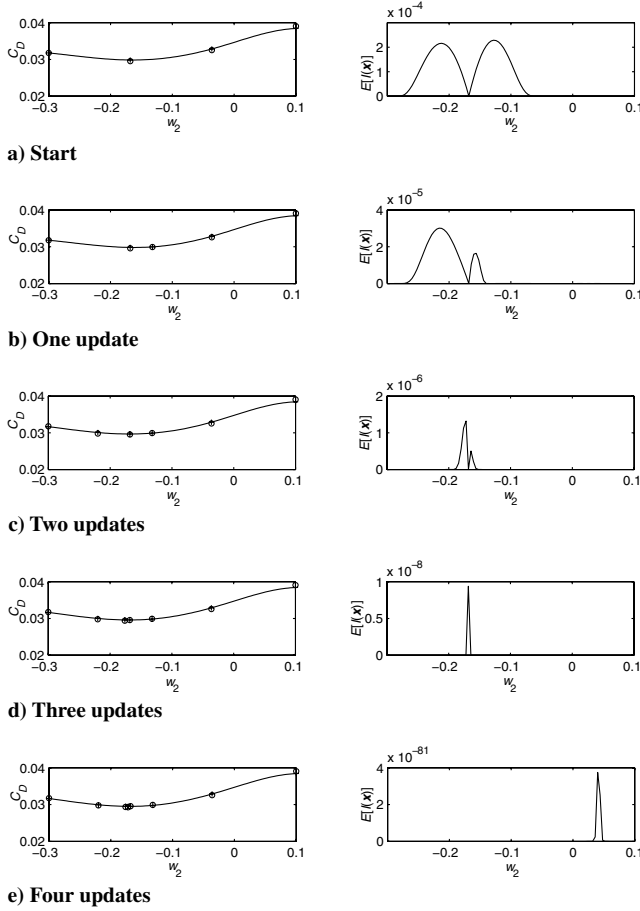 0.04
0.03
0.02
C_D
−0.3 −0.2 −0.1 0 0.1
w_2
x 10^−4
2
0
E[I(x)]
−0.2 −0.1 0 0.1
w_2
a) Start
0.04
0.03
0.02
C_D
−0.3 −0.2 −0.1 0 0.1
w_2
x 10^−5
4
2
0
E[I(x)]
−0.2 −0.1 0 0.1
w_2
b) One update
0.04
0.03
0.02
C_D
−0.3 −0.2 −0.1 0 0.1
w_2
x 10^−6
2
1
0
E[I(x)]
−0.2 −0.1 0 0.1
w_2
c) Two updates
0.04
0.03
0.02
C_D
−0.3 −0.2 −0.1 0 0.1
w_2
x 10^−8
1
0.5
0
E[I(x)]
−0.2 −0.1 0 0.1
w_2
d) Three updates
0.04
0.03
0.02
C_D
−0.3 −0.2 −0.1 0 0.1
w_2
x 10^−81
4
2
0
E[I(x)]
−0.2 −0.1 0 0.1
w_2
e) Four updates